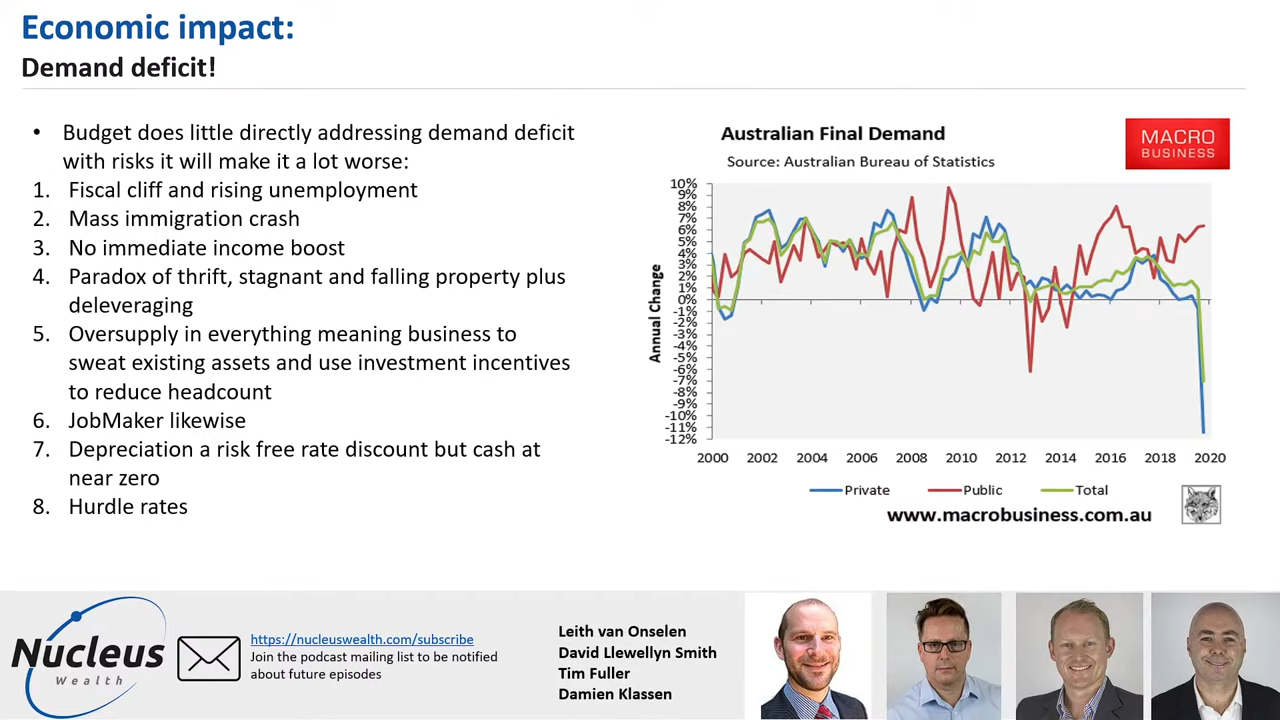 Economic impact:
Demand deficit!
• Budget does little directly addressing demand deficit
with risks it will make it a lot worse:
1. Fiscal cliff and rising unemployment
2. Mass immigration crash
3. No immediate income boost
4. Paradox of thrift, stagnant and falling property plus
deleveraging
5. Oversupply in everything meaning business to
sweat existing assets and use investment incentives
to reduce headcount
6. JobMaker likewise
7. Depreciation a risk free rate discount but cash at
near zero
8. Hurdle rates
Australian Final Demand
Source: Australian Bureau of Statistics
MACRO
BUSINESS
Annual Change
10%
9%
8%
7%
6%
5%
4%
3%
2%
1%
0%
-1%
-2%
-3%
-4%
-5%
-6%
-7%
-8%
-9%
-10%
-11%
-12%
2000 2002 2004 2006 2008 2010 2012 2014 2016 2018 2020
Private Public Total
www.macrobusiness.com.au
Nucleus
Wealth
https://nucleuswealth.com/subscribe
Join the podcast mailing list to be notified
about future episodes
Leith van Onselen
David Llewellyn Smith
Tim Fuller
Damien Klassen